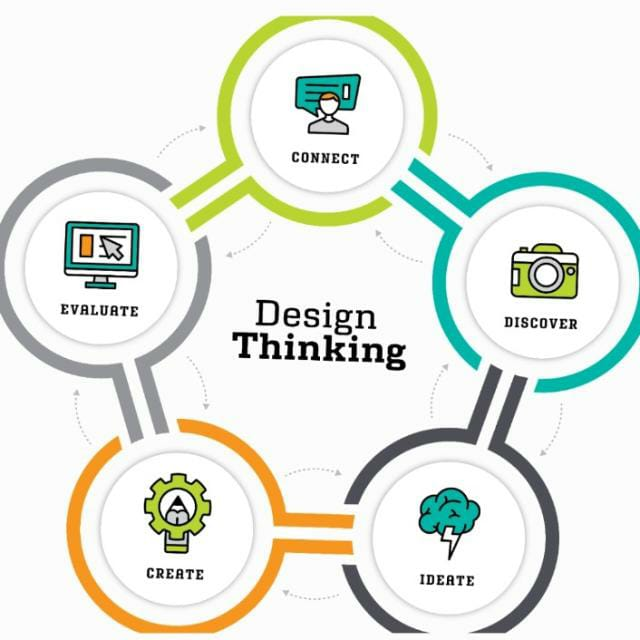 CONNECT
EVALUATE
DISCOVER
Design
Thinking
CREATE
IDEATE